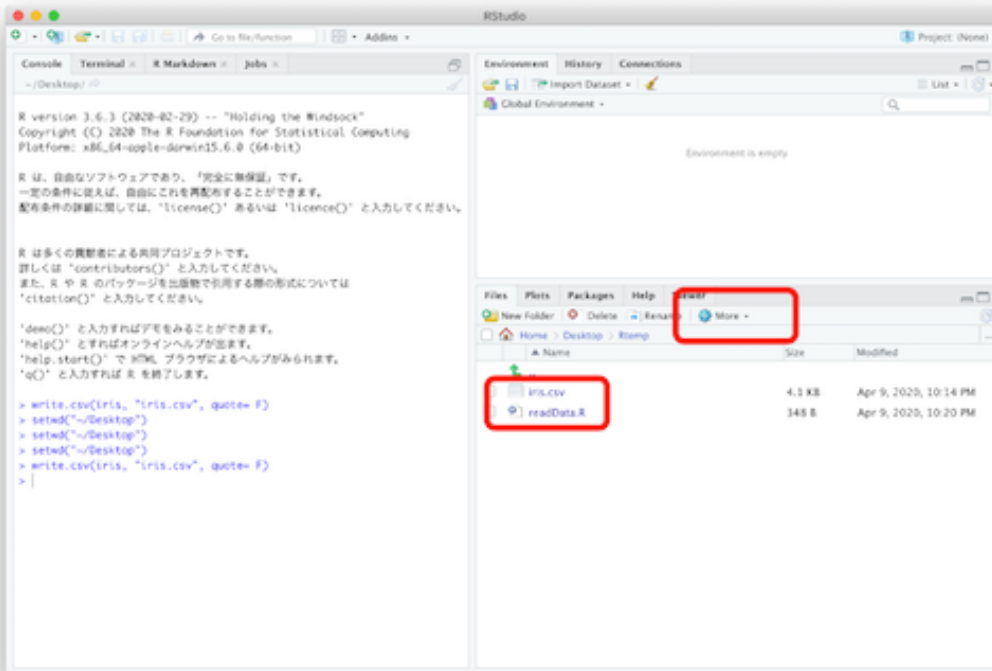 RStudio
Go to file/function
Addins
Project: (None)
Console Terminal R Markdown Jobs
~/Desktop/
R version 3.6.3 (2020-02-29) -- "Holding the Windsock"
Copyright (C) 2020 The R Foundation for Statistical Computing
Platform: x86_64-apple-darwin15.6.0 (64-bit)
R は、自由なソフトウェアであり、「完全に無保証」です。
一定の条件に従えば、自由にこれを再配布することができます。
配布条件の詳細に関しては、'license()' あるいは 'licence()' と入力してください。
R は多くの貢献者による共同プロジェクトです。
詳しくは 'contributors()' と入力してください。
また、R や R のパッケージを出版物で引用する際の形式については
'citation()' と入力してください。
'demo()' と入力すればデモをみることができます。
'help()' とすればオンラインヘルプが出ます。
'help.start()' で HTML ブラウザによるヘルプがみられます。
'q()' と入力すれば R を終了します。
> write.csv(iris, "iris.csv", quote= F)
> setwd("~/Desktop")
> setwd("~/Desktop")
> setwd("~/Desktop")
> write.csv(iris, "iris.csv", quote= F)
>
Environment History Connections
Import Dataset
List
Global Environment
Environment is empty
Files Plots Packages Help Viewer
New Folder Delete Rename More
Home > Desktop > Rtemp
Name Size Modified
..
iris.csv 4.1 KB Apr 9, 2020, 10:14 PM
readData.R 348 B Apr 9, 2020, 10:20 PM